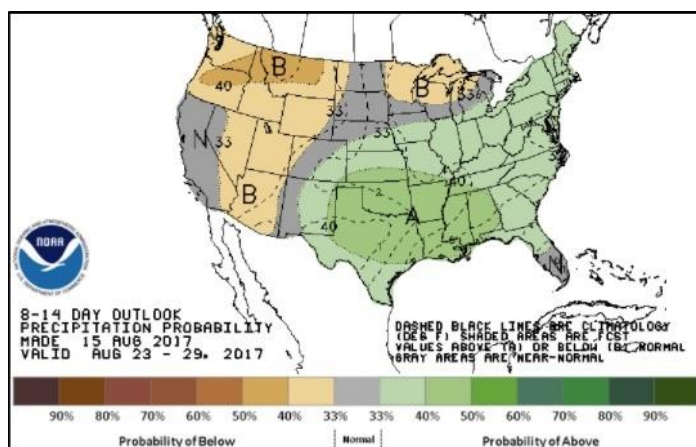 B
B
40
33
33
33
N
33
B
40
A
40
N
NOAA
8-14 DAY OUTLOOK
PRECIPITATION PROBABILITY
MADE 15 AUG 2017
VALID AUG 23 - 29, 2017
DASHED BLACK LINES ARE CLIMATOLOGY
(DEG F) SHADED AREAS ARE FCST
VALUES ABOVE (A) OR BELOW (B) NORMAL
GRAY AREAS ARE NEAR-NORMAL
90% 80% 70% 60% 50% 40% 33% 33% 40% 50% 60% 70% 80% 90%
Probability of Below Normal Probability of Above